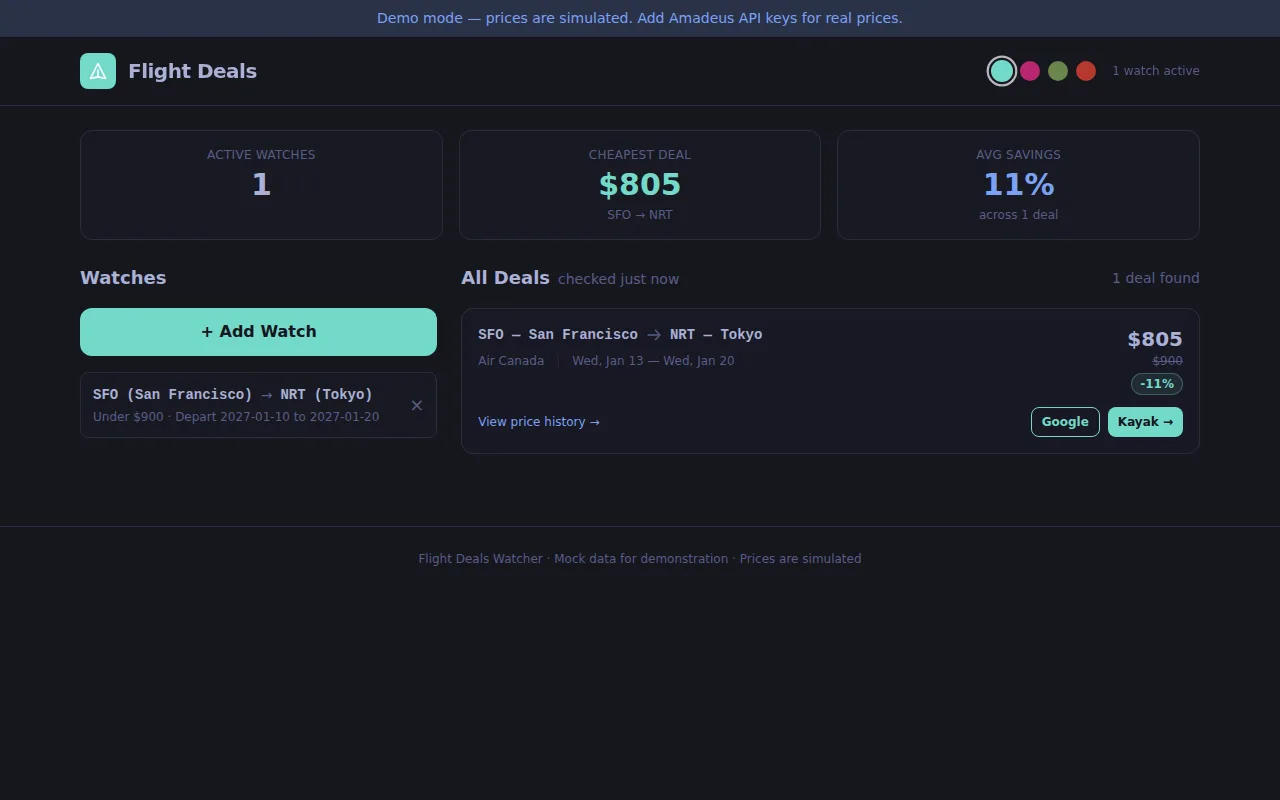 Demo mode — prices are simulated. Add Amadeus API keys for real prices.
Flight Deals
1 watch active
ACTIVE WATCHES
1
CHEAPEST DEAL
$805
SFO → NRT
AVG SAVINGS
11%
across 1 deal
Watches
+ Add Watch
SFO (San Francisco) → NRT (Tokyo)
Under $900 · Depart 2027-01-10 to 2027-01-20
×
All Deals checked just now
1 deal found
SFO — San Francisco → NRT — Tokyo
Air Canada | Wed, Jan 13 — Wed, Jan 20
$805
$900
-11%
View price history →
Google
Kayak →
Flight Deals Watcher · Mock data for demonstration · Prices are simulated